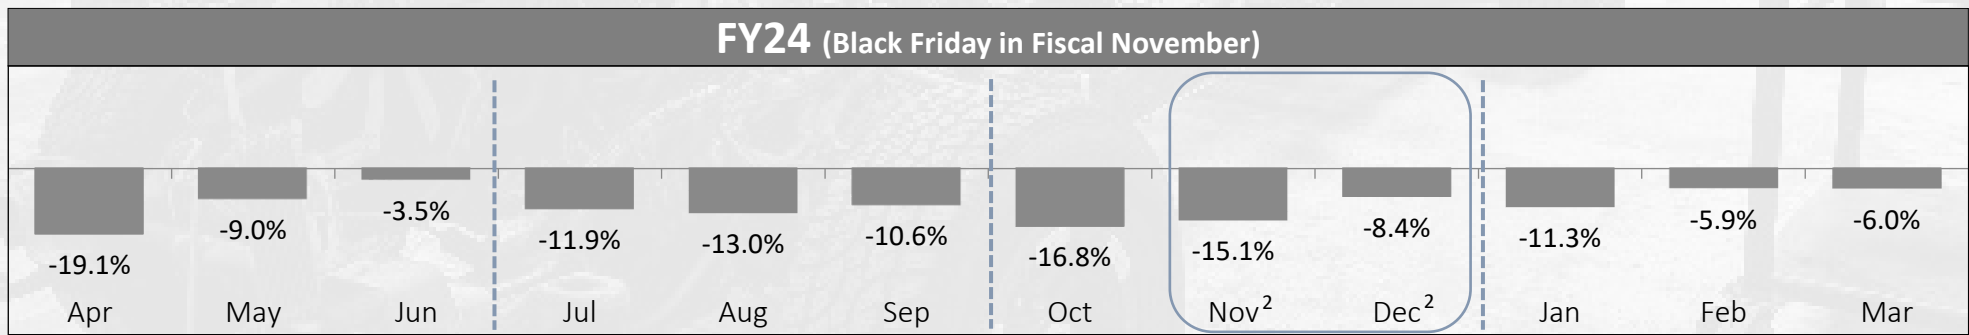 FY24 (Black Friday in Fiscal November)
-19.1% -9.0% -3.5% -11.9% -13.0% -10.6% -16.8% -15.1% -8.4% -11.3% -5.9% -6.0%
Apr May Jun Jul Aug Sep Oct Nov² Dec² Jan Feb Mar